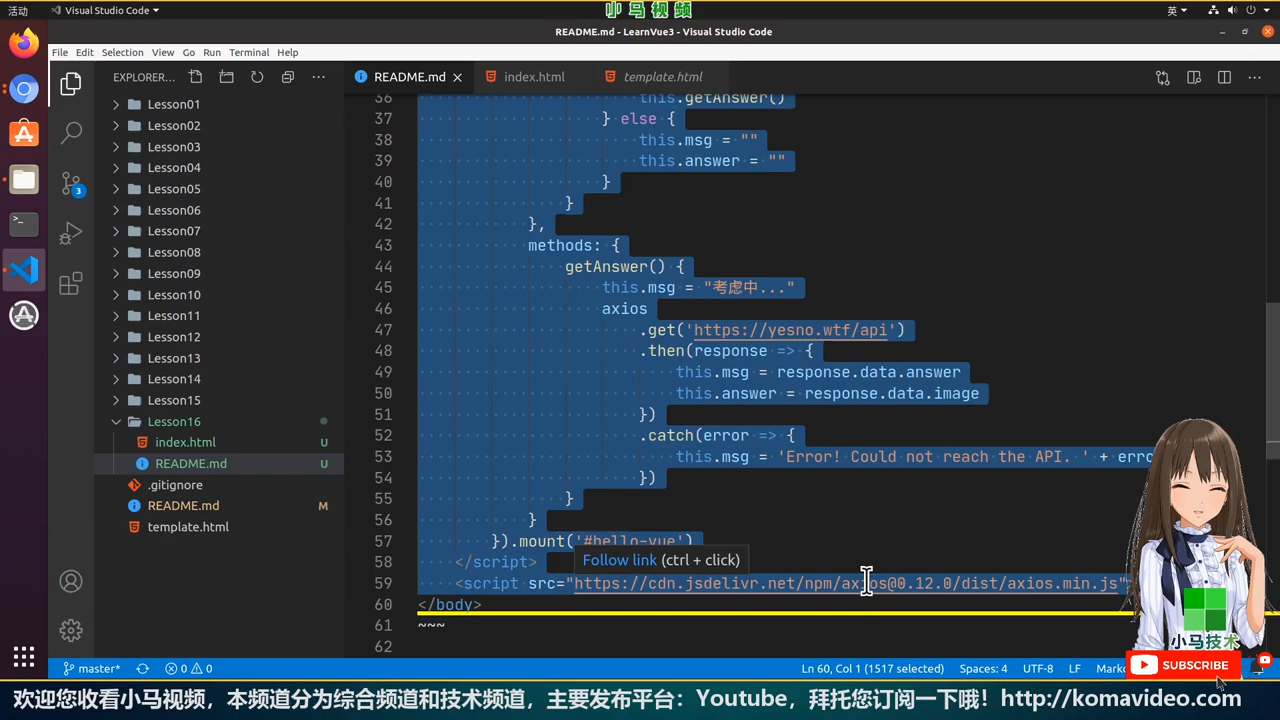 活动
Visual Studio Code
小马视频
英
README.md - LearnVue3 - Visual Studio Code
File Edit Selection View Go Run Terminal Help
EXPLORER...
README.md
index.html
template.html
Lesson01
Lesson02
Lesson03
Lesson04
Lesson05
Lesson06
Lesson07
Lesson08
Lesson09
Lesson10
Lesson11
Lesson12
Lesson13
Lesson14
Lesson15
Lesson16
index.html U
README.md U
.gitignore
README.md M
template.html
3
36 this.getAnswer()
37 } else {
38 this.msg = ""
39 this.answer = ""
40 }
41 }
42 },
43 methods: {
44 getAnswer() {
45 this.msg = "考虑中..."
46 axios
47 .get('https://yesno.wtf/api')
48 .then(response => {
49 this.msg = response.data.answer
50 this.answer = response.data.image
51 })
52 .catch(error => {
53 this.msg = 'Error! Could not reach the API. ' + erro
54 })
55 }
56 }
57 }).mount('#hello-vue')
58 </script>
Follow link (ctrl + click)
59 <script src="https://cdn.jsdelivr.net/npm/axios@0.12.0/dist/axios.min.js"
60 </body>
61 ~~~
62
小马技术
SUBSCRIBE
master*
0
0
Ln 60, Col 1 (1517 selected)
Spaces: 4
UTF-8
LF
欢迎您收看小马视频，本频道分为综合频道和技术频道，主要发布平台：Youtube，拜托您订阅一下哦！http://komavideo.com